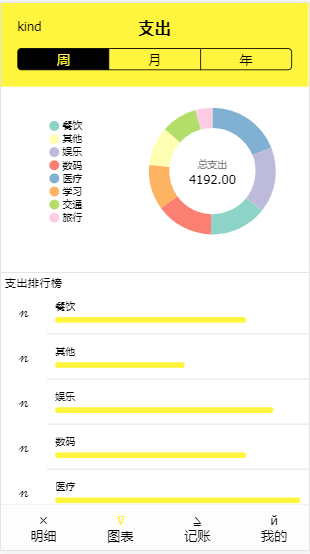 kind
支出
周 月 年
餐饮
其他
娱乐
数码
医疗
学习
交通
旅行
总支出
4192.00
支出排行榜
n 餐饮
n 其他
n 娱乐
n 数码
n 医疗
明细 图表 记账 我的